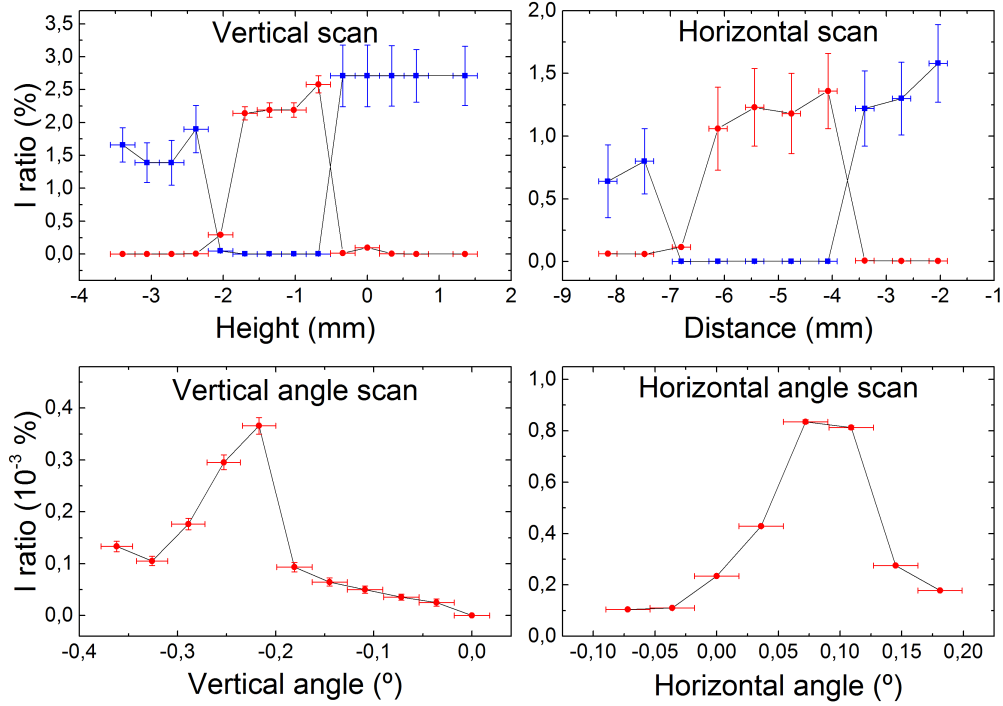 Vertical scan
I ratio (%)
3,5
3,0
2,5
2,0
1,5
1,0
0,5
0,0
-4 -3 -2 -1 0 1 2
Height (mm)
Horizontal scan
2,0
1,5
1,0
0,5
0,0
-9 -8 -7 -6 -5 -4 -3 -2 -1
Distance (mm)
Vertical angle scan
I ratio (10⁻³ %)
0,4
0,3
0,2
0,1
0,0
-0,4 -0,3 -0,2 -0,1 0,0
Vertical angle (º)
Horizontal angle scan
1,0
0,8
0,6
0,4
0,2
0,0
-0,10 -0,05 0,00 0,05 0,10 0,15 0,20
Horizontal angle (º)